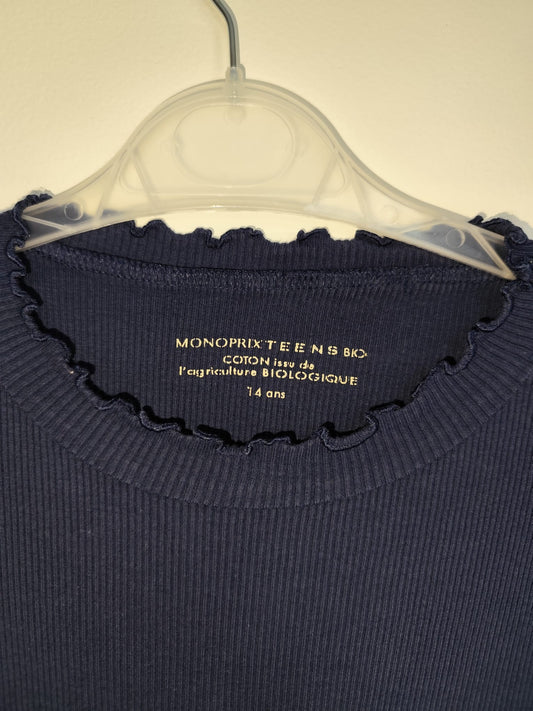 MONOPRIX TEENS BIO
COTON issu de
l'agriculture BIOLOGIQUE
14 ans